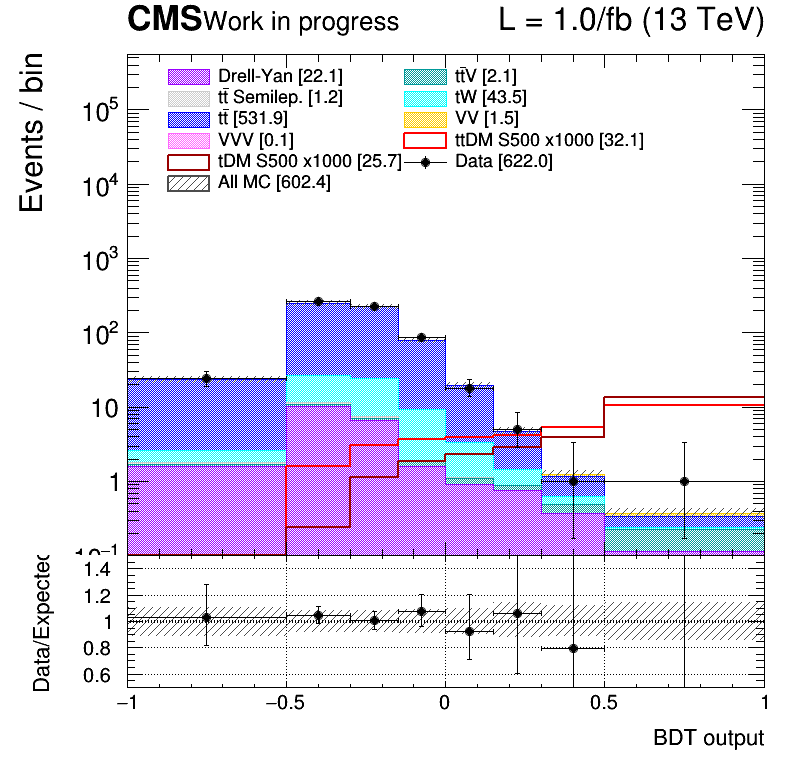 CMS Work in progress L = 1.0/fb (13 TeV)
Events / bin
Drell-Yan [22.1] tt̄V [2.1]
tt̄ Semilep. [1.2] tW [43.5]
tt̄ [531.9] VV [1.5]
VVV [0.1] ttDM S500 x1000 [32.1]
tDM S500 x1000 [25.7] Data [622.0]
All MC [602.4]
10⁵
10⁴
10³
10²
10
1
10⁻¹
Data/Expected
1.4
1.2
1
0.8
0.6
−1 −0.5 0 0.5 1
BDT output